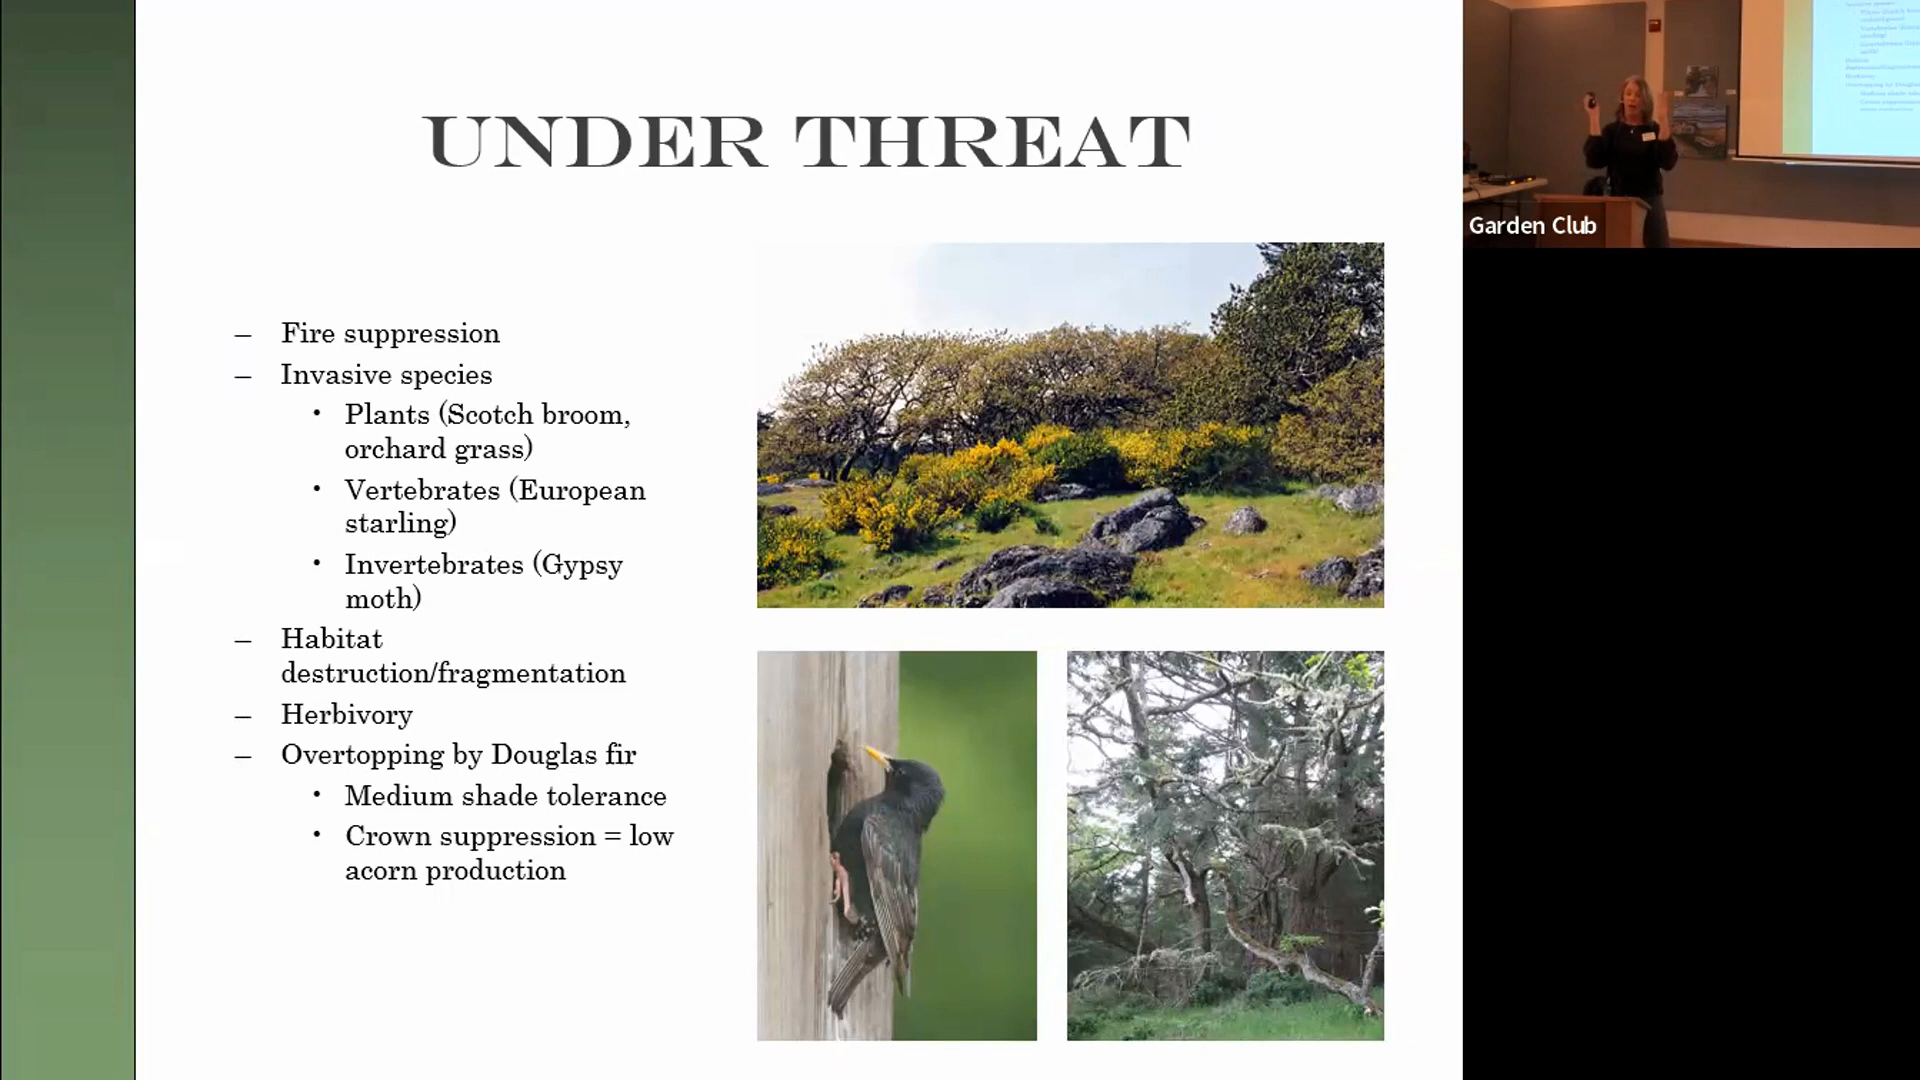 UNDER THREAT
– Fire suppression
– Invasive species
• Plants (Scotch broom,
orchard grass)
• Vertebrates (European
starling)
• Invertebrates (Gypsy
moth)
– Habitat
destruction/fragmentation
– Herbivory
– Overtopping by Douglas fir
• Medium shade tolerance
• Crown suppression = low
acorn production
Garden Club